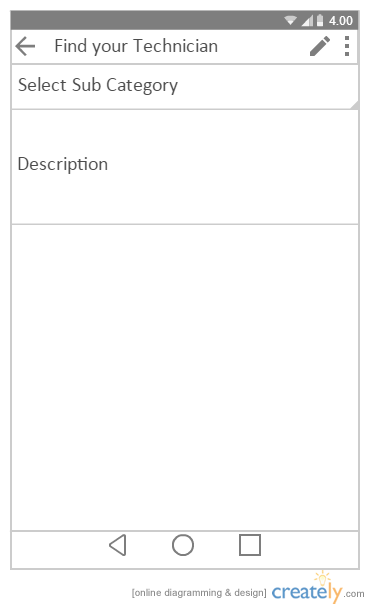 4.00
Find your Technician
Select Sub Category
Description
[online diagramming & design] creately.com